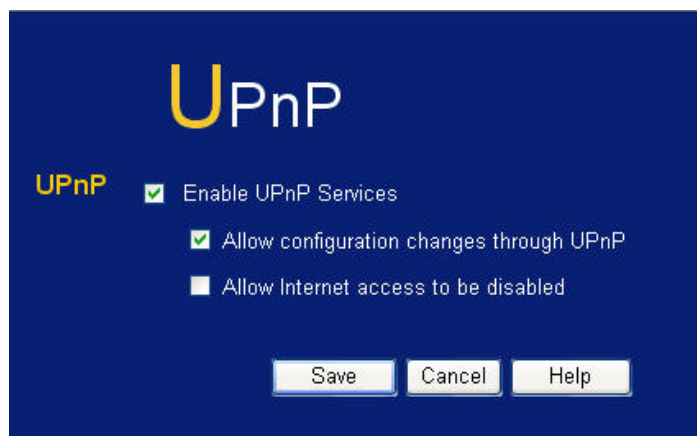 UPnP
UPnP
Enable UPnP Services
Allow configuration changes through UPnP
Allow Internet access to be disabled
Save Cancel Help